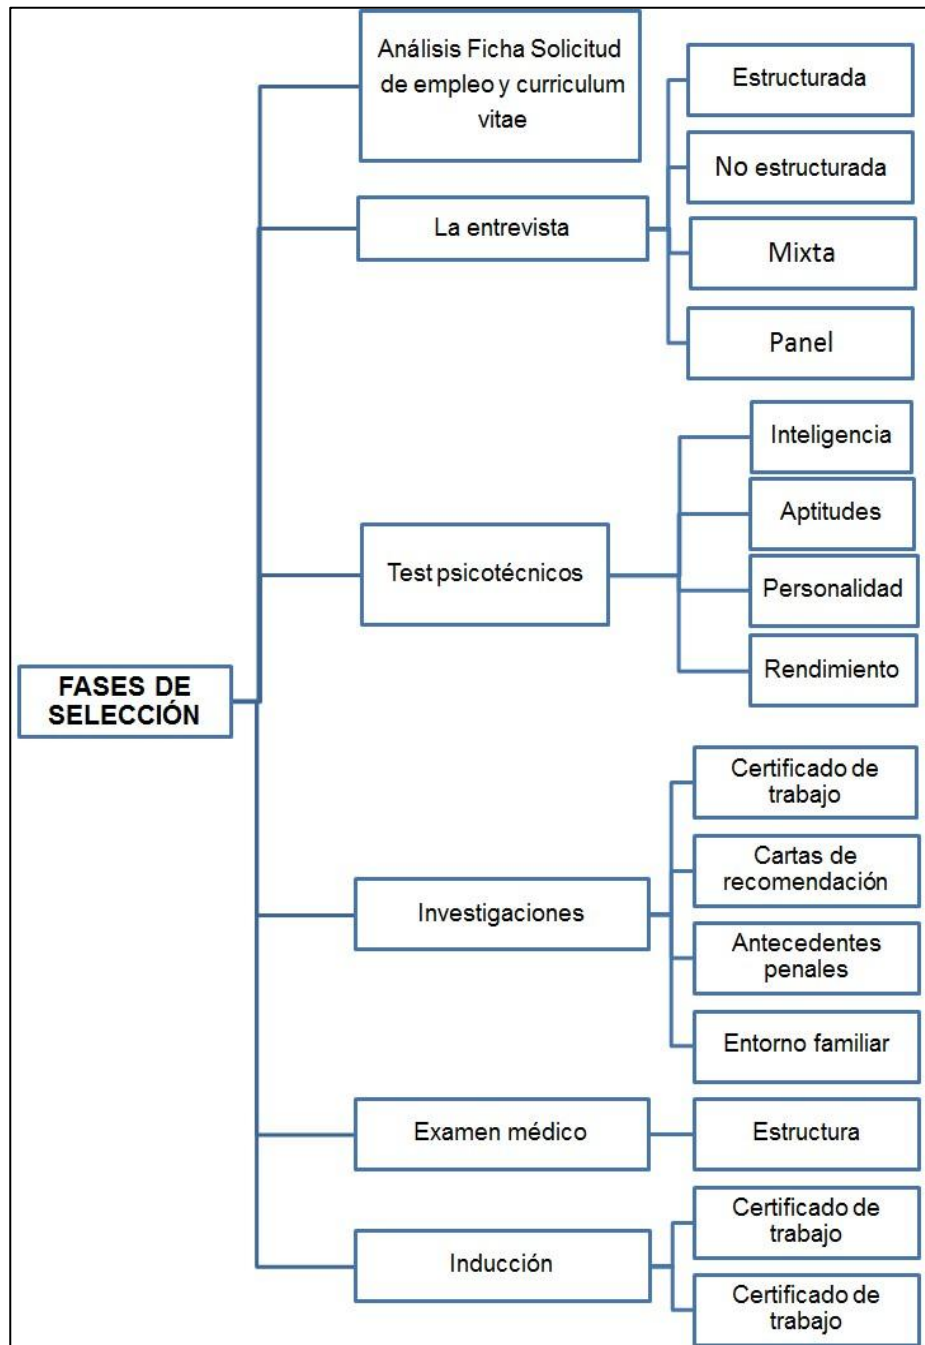 FASES DE
SELECCIÓN
Análisis Ficha Solicitud
de empleo y curriculum
vitae
La entrevista
Estructurada
No estructurada
Mixta
Panel
Test psicotécnicos
Inteligencia
Aptitudes
Personalidad
Rendimiento
Investigaciones
Certificado de
trabajo
Cartas de
recomendación
Antecedentes
penales
Entorno familiar
Examen médico
Estructura
Inducción
Certificado de
trabajo
Certificado de
trabajo